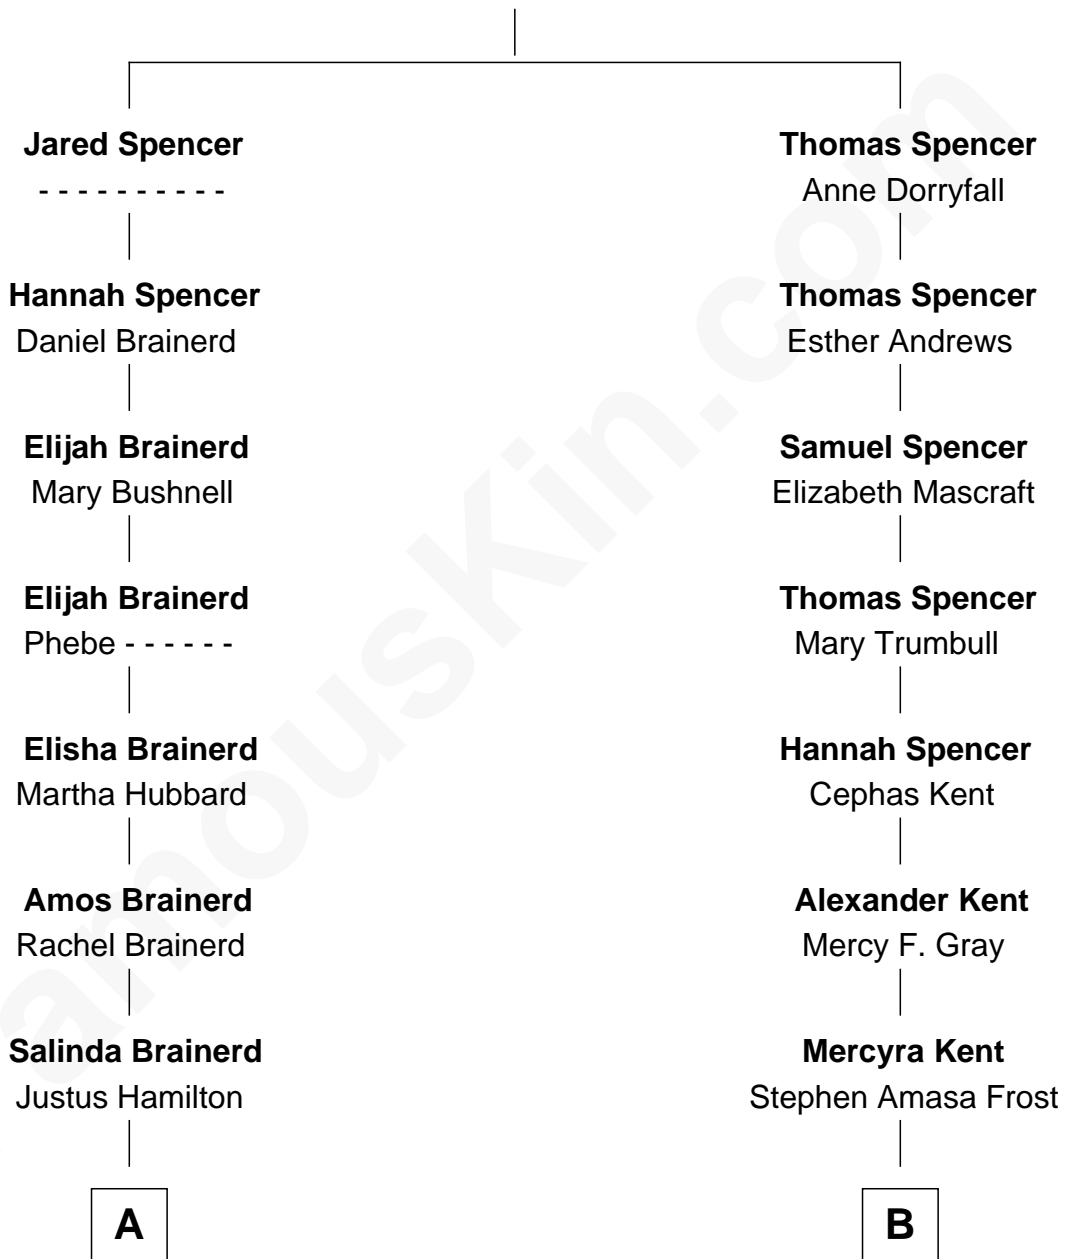 Jared Spencer
- - - - - - - - - -
Hannah Spencer
Daniel Brainerd
Elijah Brainerd
Mary Bushnell
Elijah Brainerd
Phebe - - - - - -
Elisha Brainerd
Martha Hubbard
Amos Brainerd
Rachel Brainerd
Salinda Brainerd
Justus Hamilton
A
Thomas Spencer
Anne Dorryfall
Thomas Spencer
Esther Andrews
Samuel Spencer
Elizabeth Mascraft
Thomas Spencer
Mary Trumbull
Hannah Spencer
Cephas Kent
Alexander Kent
Mercy F. Gray
Mercyra Kent
Stephen Amasa Frost
B
amouskin.com